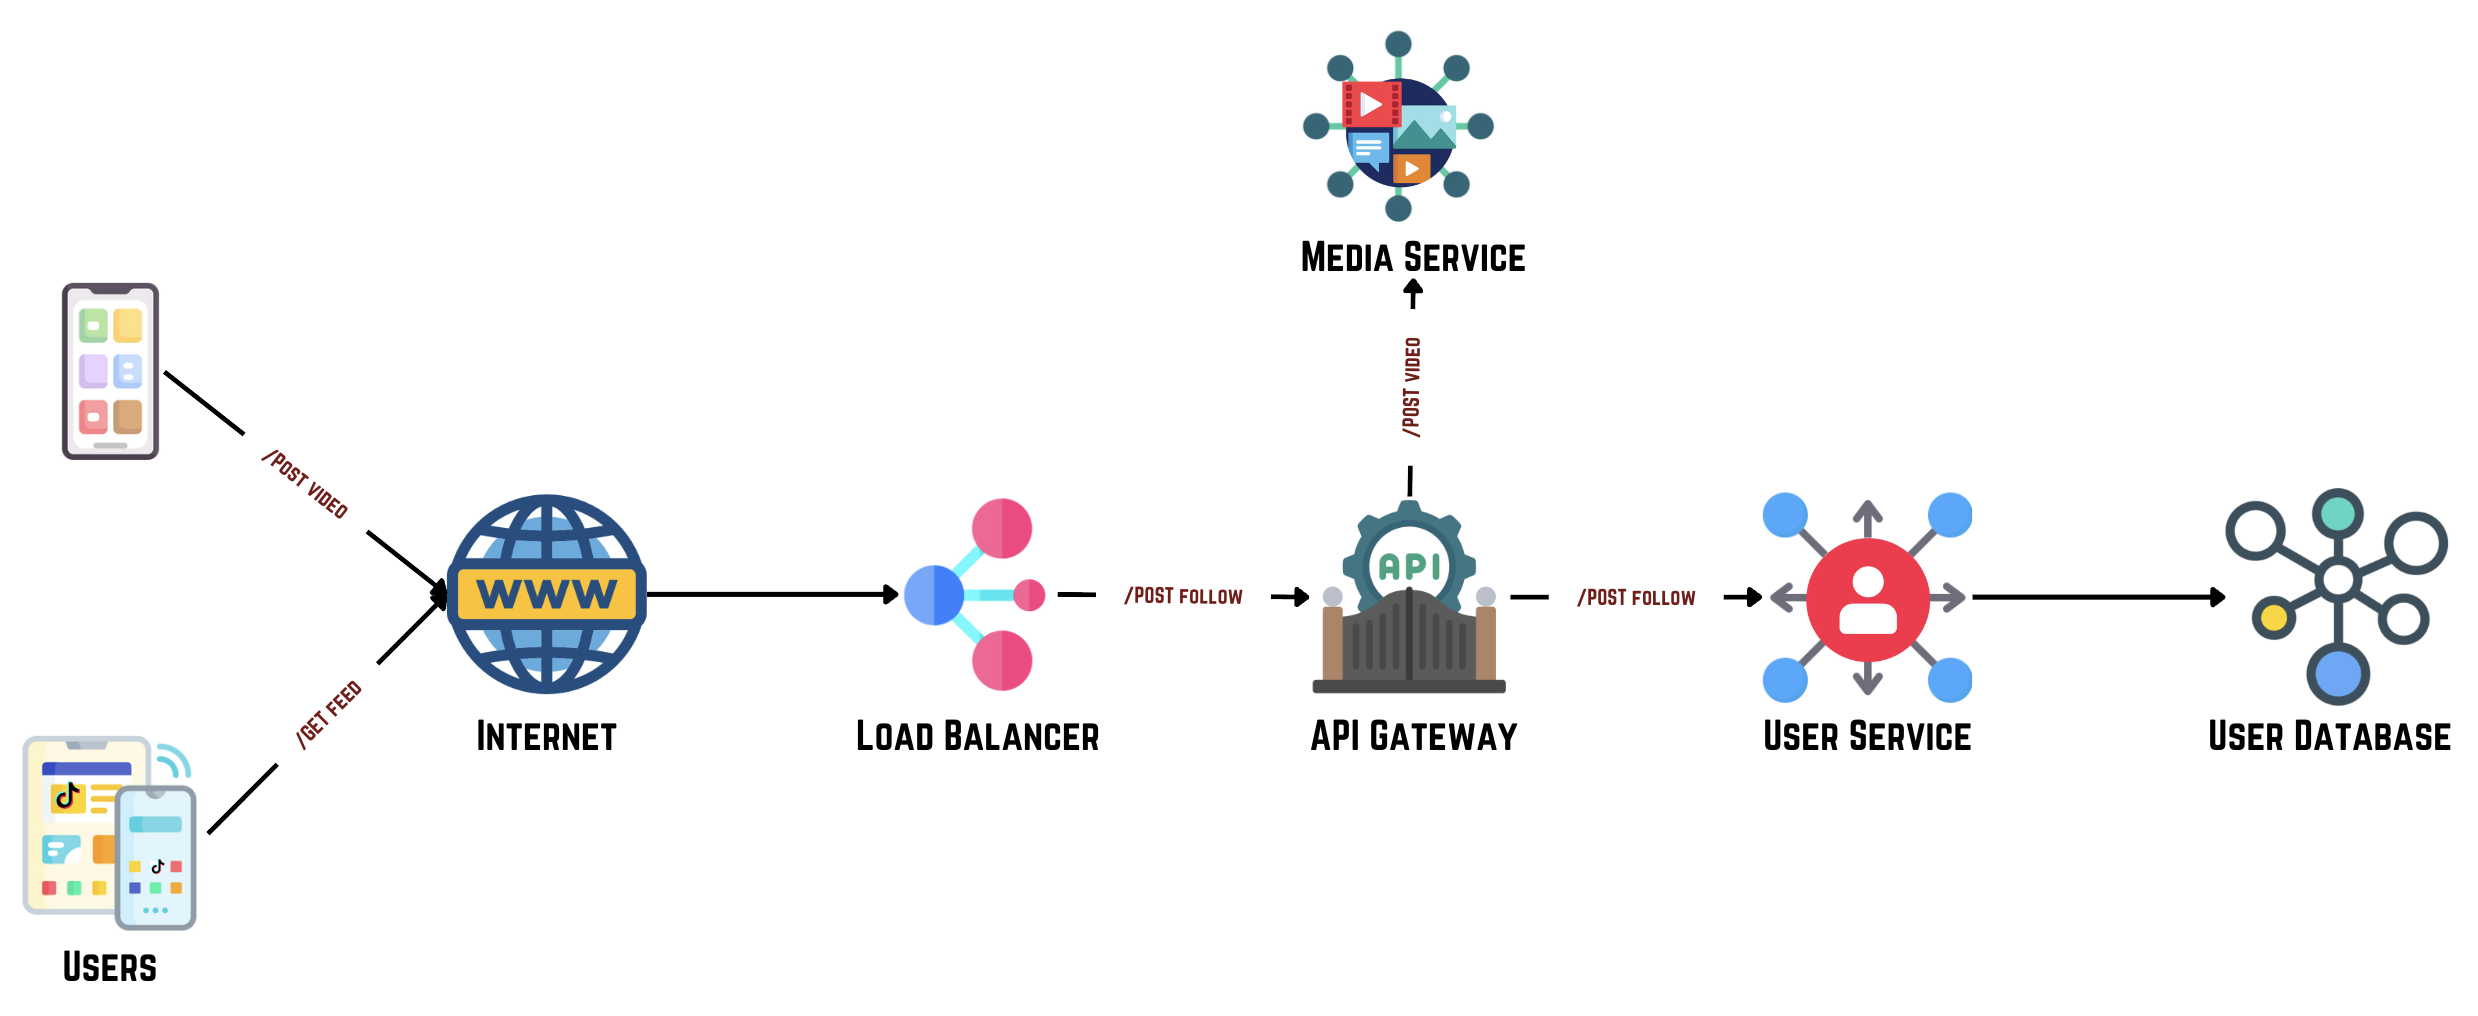 Media Service
/Post video
/Post video
www
API
/Post follow
/Post follow
Internet
Load Balancer
API Gateway
User Service
User Database
/Get feed
Users